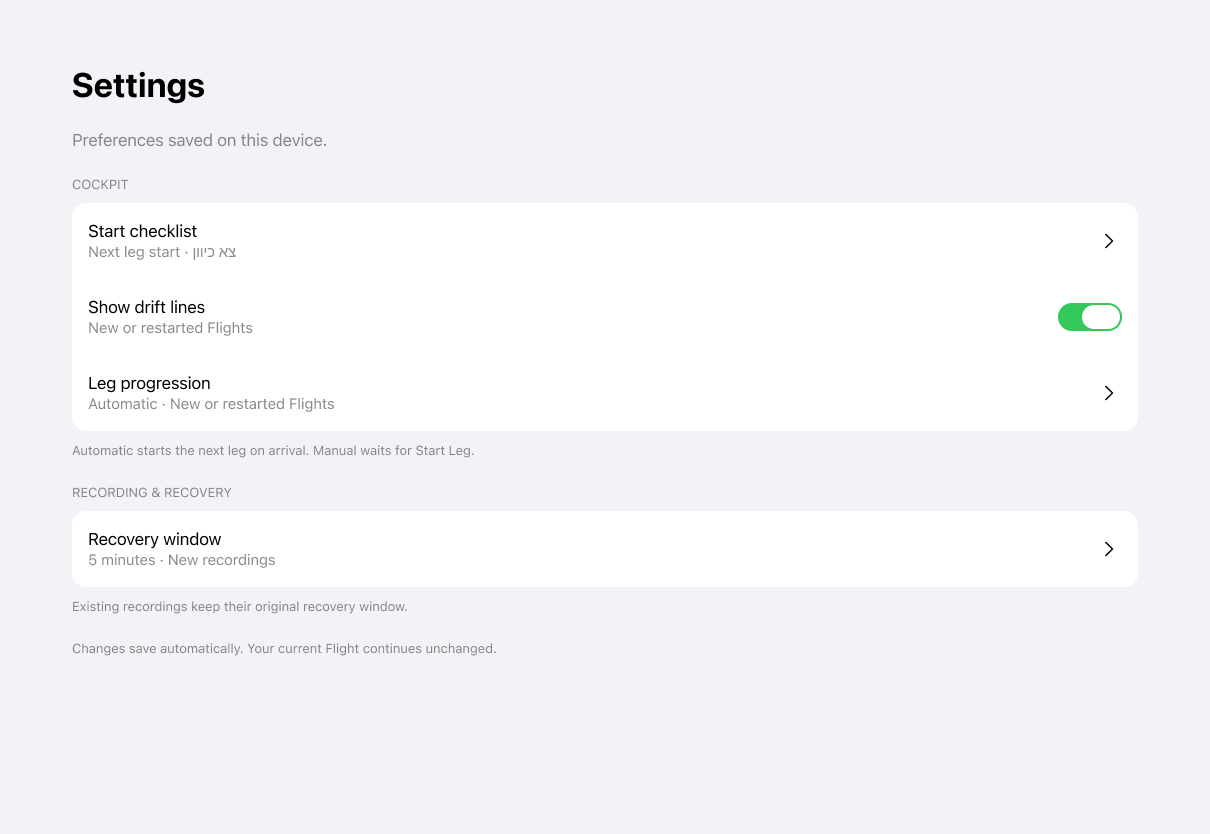 Settings
Preferences saved on this device.
COCKPIT
Start checklist
Next leg start · צא כיוון
Show drift lines
New or restarted Flights
Leg progression
Automatic · New or restarted Flights
Automatic starts the next leg on arrival. Manual waits for Start Leg.
RECORDING & RECOVERY
Recovery window
5 minutes · New recordings
Existing recordings keep their original recovery window.
Changes save automatically. Your current Flight continues unchanged.